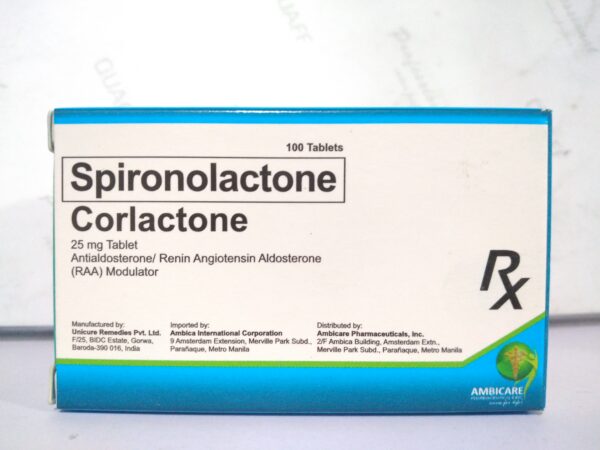 100 Tablets
Spironolactone
Corlactone
25 mg Tablet
Antialdosterone/ Renin Angiotensin Aldosterone
(RAA) Modulator
Rx
Manufactured by:
Unicure Remedies Pvt. Ltd.
F/25, BIDC Estate, Gorwa,
Baroda-390 016, India
Imported by:
Ambica International Corporation
9 Amsterdam Extension, Merville Park Subd.,
Parañaque, Metro Manila
Distributed by:
Ambicare Pharmaceuticals, Inc.
2/F Ambica Building, Amsterdam Extn.,
Merville Park Subd., Parañaque, Metro Manila
AMBICARE